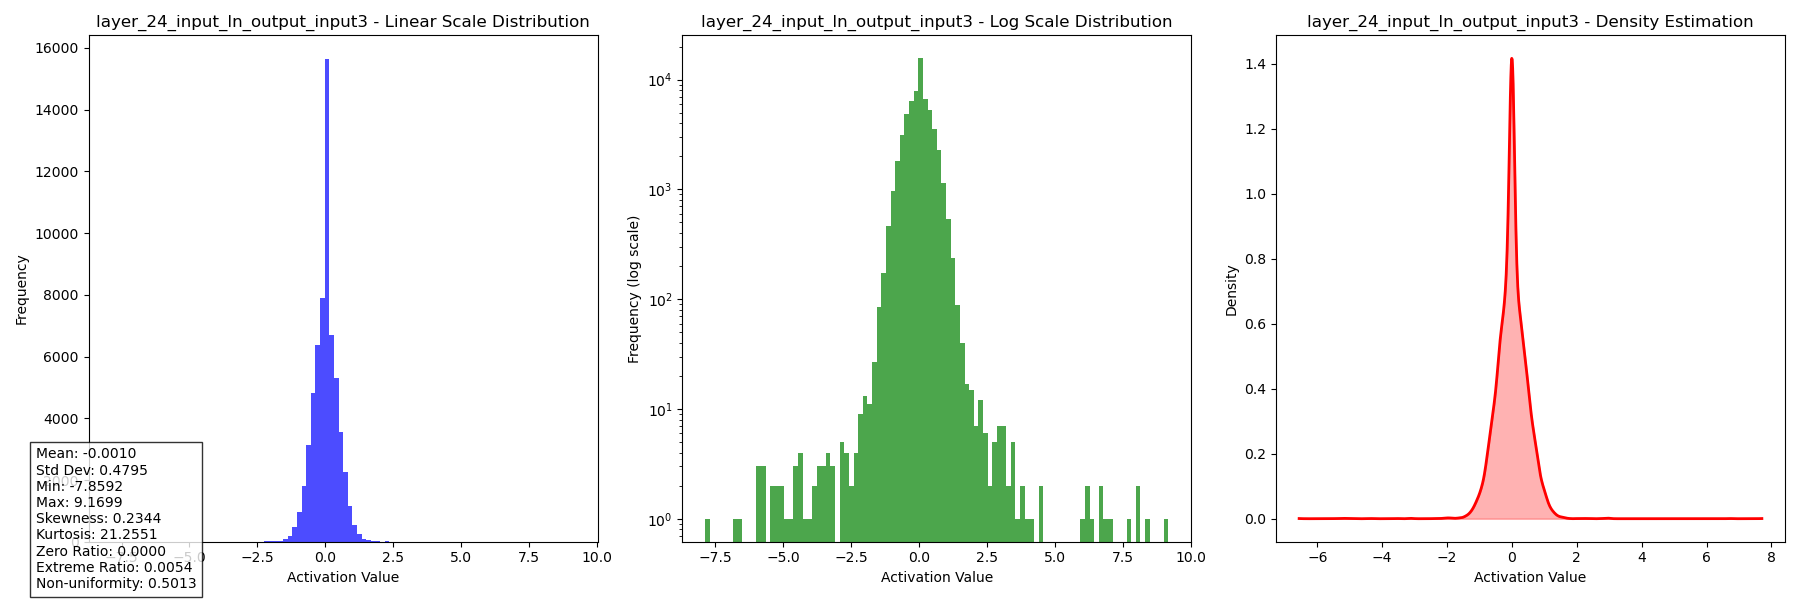 layer_24_input_ln_output_input3 - Linear Scale Distribution
16000
14000
12000
10000
8000
6000
4000
2000
Frequency
−2.5
0.0
2.5
5.0
7.5
10.0
Activation Value
Mean: -0.0010
Std Dev: 0.4795
Min: -7.8592
Max: 9.1699
Skewness: 0.2344
Kurtosis: 21.2551
Zero Ratio: 0.0000
Extreme Ratio: 0.0054
Non-uniformity: 0.5013
layer_24_input_ln_output_input3 - Log Scale Distribution
10⁴
10³
10²
10¹
10⁰
Frequency (log scale)
−7.5
−5.0
−2.5
0.0
2.5
5.0
7.5
10.0
Activation Value
layer_24_input_ln_output_input3 - Density Estimation
1.4
1.2
1.0
0.8
0.6
0.4
0.2
0.0
Density
−6
−4
−2
0
2
4
6
8
Activation Value